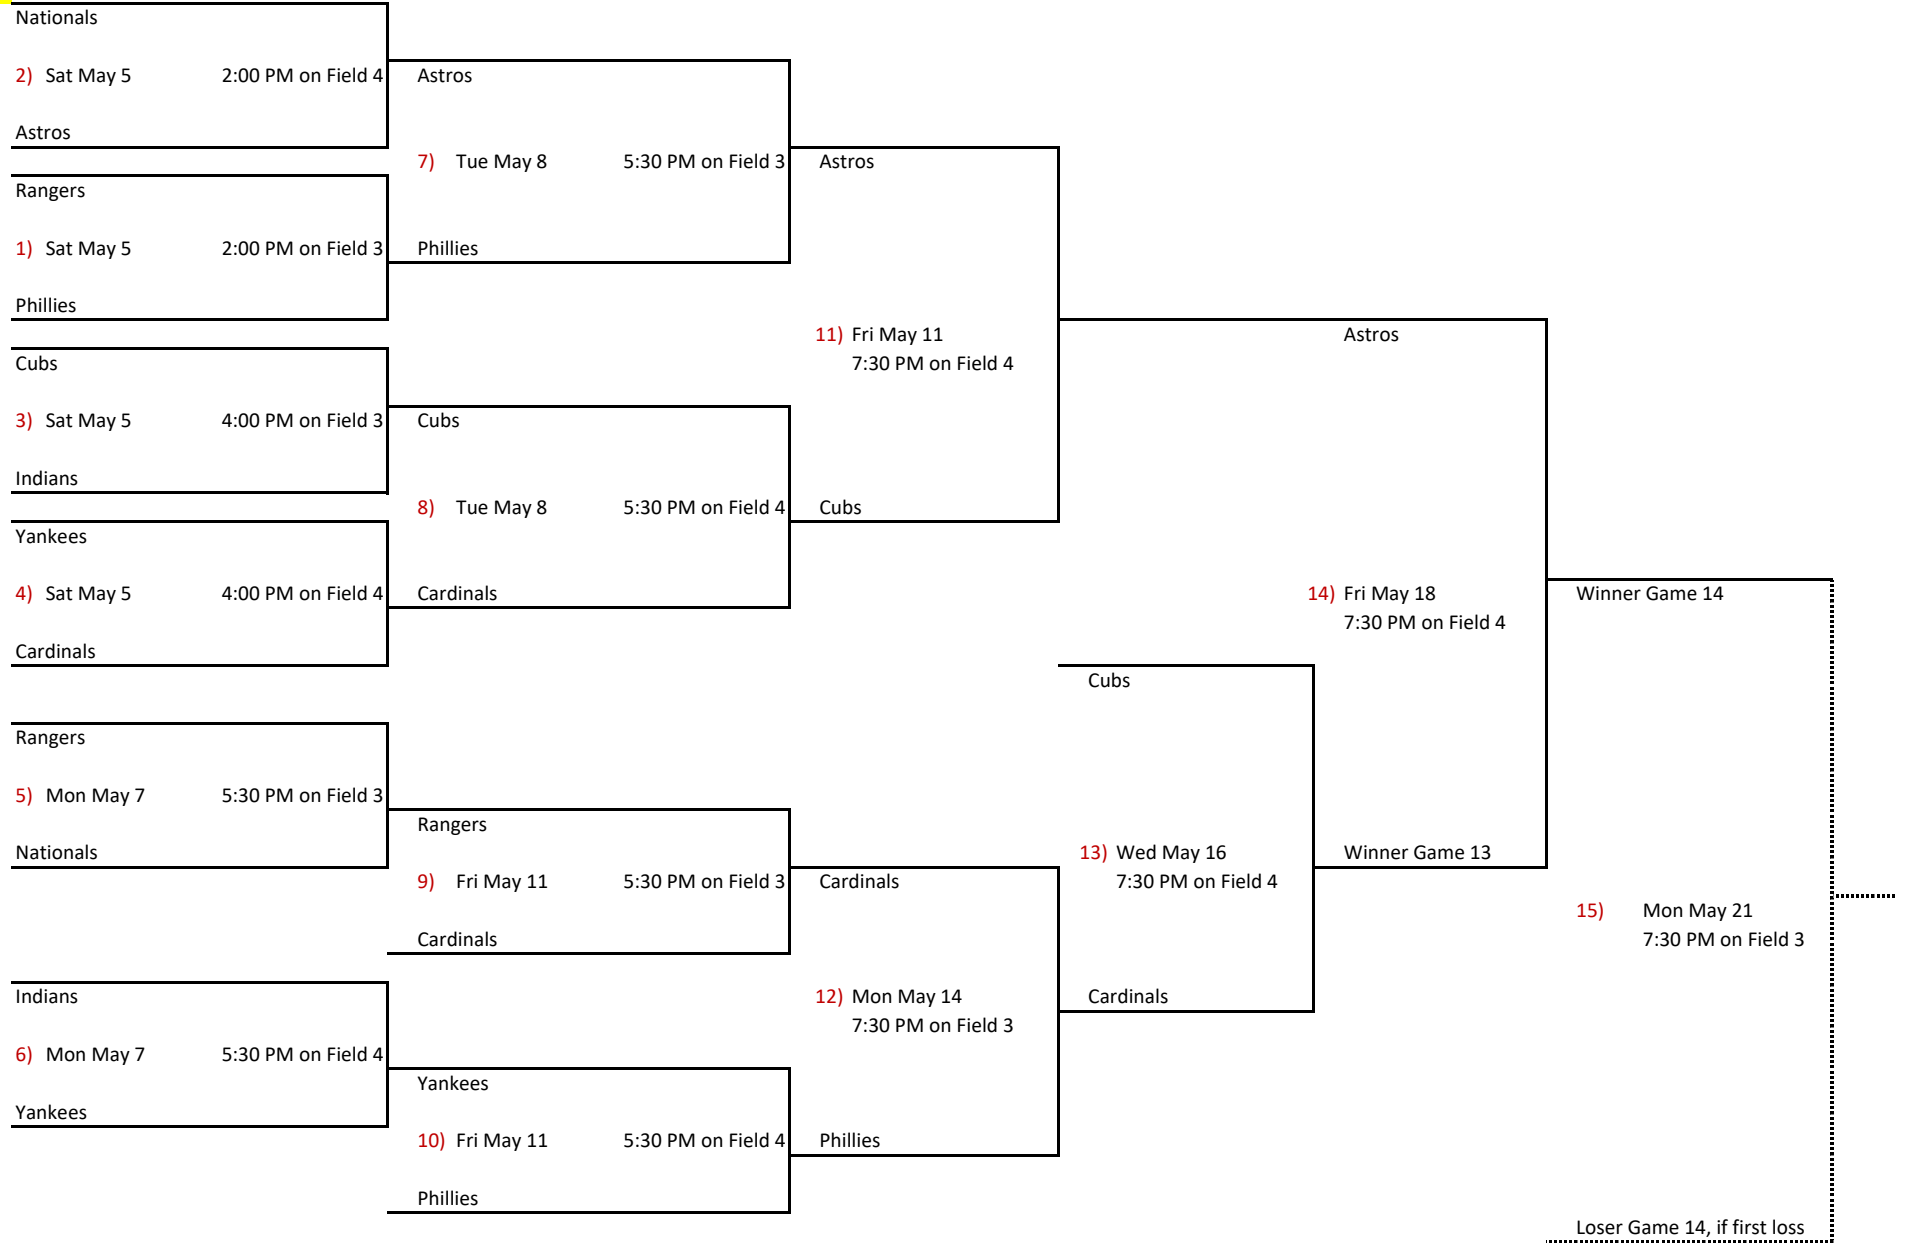 Nationals
2) Sat May 5 2:00 PM on Field 4
Astros
Astros
7) Tue May 8 5:30 PM on Field 3
Astros
Rangers
1) Sat May 5 2:00 PM on Field 3
Phillies
Phillies
11) Fri May 11
7:30 PM on Field 4
Astros
Cubs
3) Sat May 5 4:00 PM on Field 3
Cubs
Indians
8) Tue May 8 5:30 PM on Field 4
Cubs
Yankees
4) Sat May 5 4:00 PM on Field 4
Cardinals
Cardinals
14) Fri May 18
7:30 PM on Field 4
Winner Game 14
Cubs
Rangers
5) Mon May 7 5:30 PM on Field 3
Rangers
Nationals
9) Fri May 11 5:30 PM on Field 3
Cardinals
Cardinals
13) Wed May 16
7:30 PM on Field 4
Winner Game 13
15) Mon May 21
7:30 PM on Field 3
Indians
12) Mon May 14
7:30 PM on Field 3
Cardinals
6) Mon May 7 5:30 PM on Field 4
Yankees
Yankees
10) Fri May 11 5:30 PM on Field 4
Phillies
Phillies
Loser Game 14, if first loss